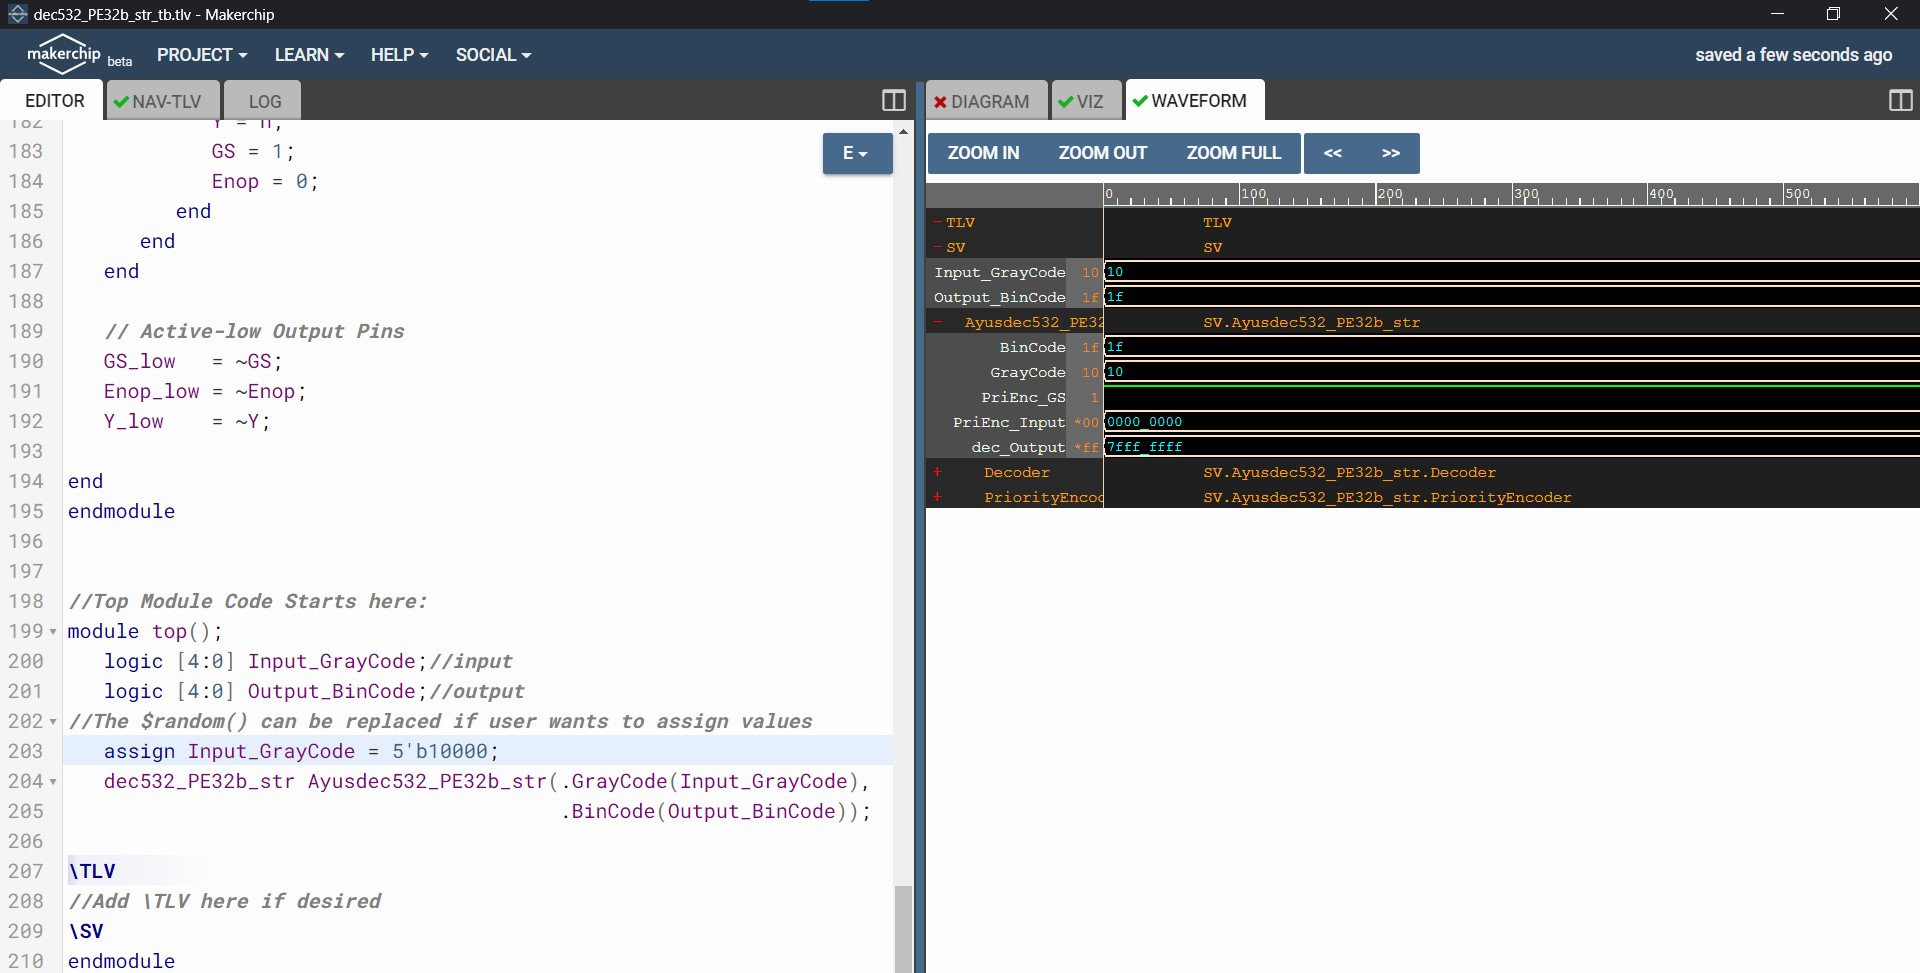 dec532_PE32b_str_tb.tlv - Makerchip
makerchip beta PROJECT LEARN HELP SOCIAL saved a few seconds ago
EDITOR NAV-TLV LOG
183 GS = 1;
184 Enop = 0;
185 end
186 end
187 end
188
189 // Active-low Output Pins
190 GS_low = ~GS;
191 Enop_low = ~Enop;
192 Y_low = ~Y;
193
194 end
195 endmodule
196
197
198 //Top Module Code Starts here:
199 module top();
200 logic [4:0] Input_GrayCode;//input
201 logic [4:0] Output_BinCode;//output
202 //The $random() can be replaced if user wants to assign values
203 assign Input_GrayCode = 5'b10000;
204 dec532_PE32b_str Ayusdec532_PE32b_str(.GrayCode(Input_GrayCode),
205 .BinCode(Output_BinCode));
206
207 \TLV
208 //Add \TLV here if desired
209 \SV
210 endmodule
E
DIAGRAM VIZ WAVEFORM
ZOOM IN ZOOM OUT ZOOM FULL << >>
0 100 200 300 400 500
-TLV TLV
-SV SV
Input_GrayCode 10 10
Output_BinCode 1f 1f
- Ayusdec532_PE32 SV.Ayusdec532_PE32b_str
BinCode 1f 1f
GrayCode 10 10
PriEnc_GS 1
PriEnc_Input *00 0000_0000
dec_Output *ff 7fff_ffff
+ Decoder SV.Ayusdec532_PE32b_str.Decoder
+ PriorityEncod SV.Ayusdec532_PE32b_str.PriorityEncoder